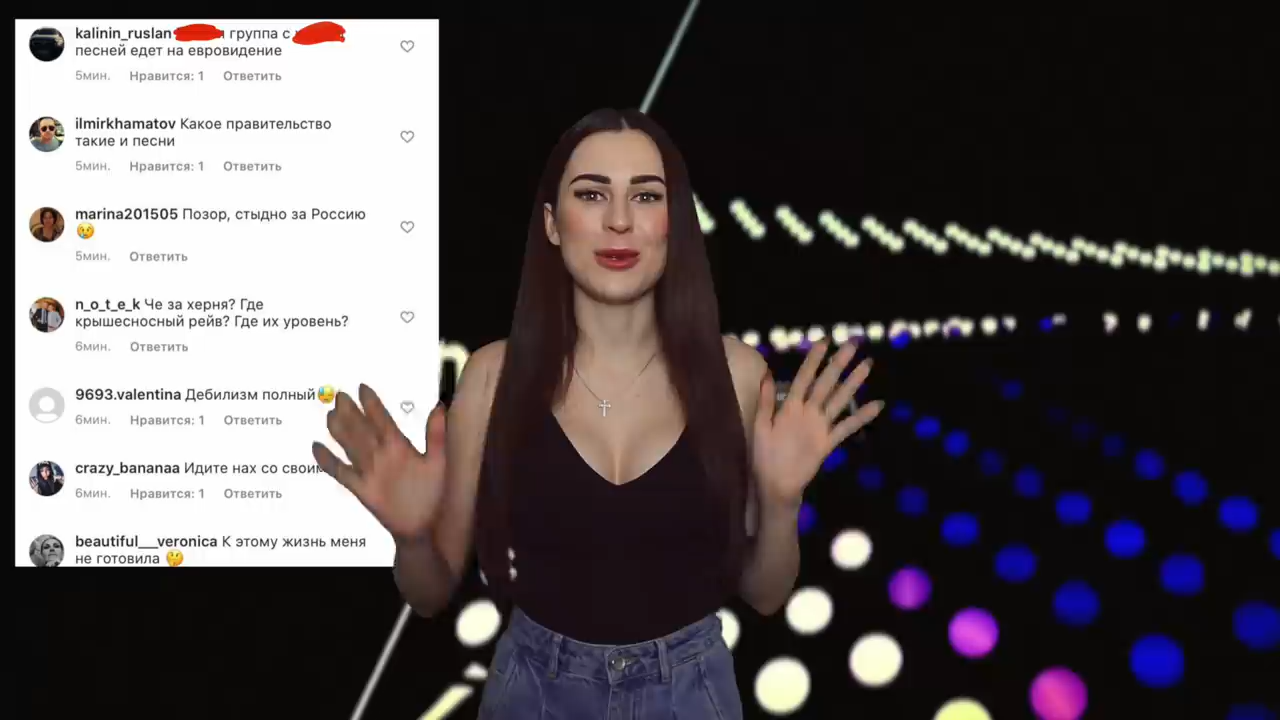 kalinin_ruslan группа с
песней едет на евровидение
5мин. Нравится: 1 Ответить
ilmirkhamatov Какое правительство
такие и песни
5мин. Нравится: 1 Ответить
marina201505 Позор, стыдно за Россию
😢
5мин. Ответить
n_o_t_e_k Че за херня? Где
крышесносный рейв? Где их уровень?
6мин. Ответить
9693.valentina Дебилизм полный😓
6мин. Нравится: 1 Ответить
crazy_bananaa Идите нах со своим
6мин. Нравится: 1 Ответить
beautiful___veronica К этому жизнь меня
не готовила 🤔